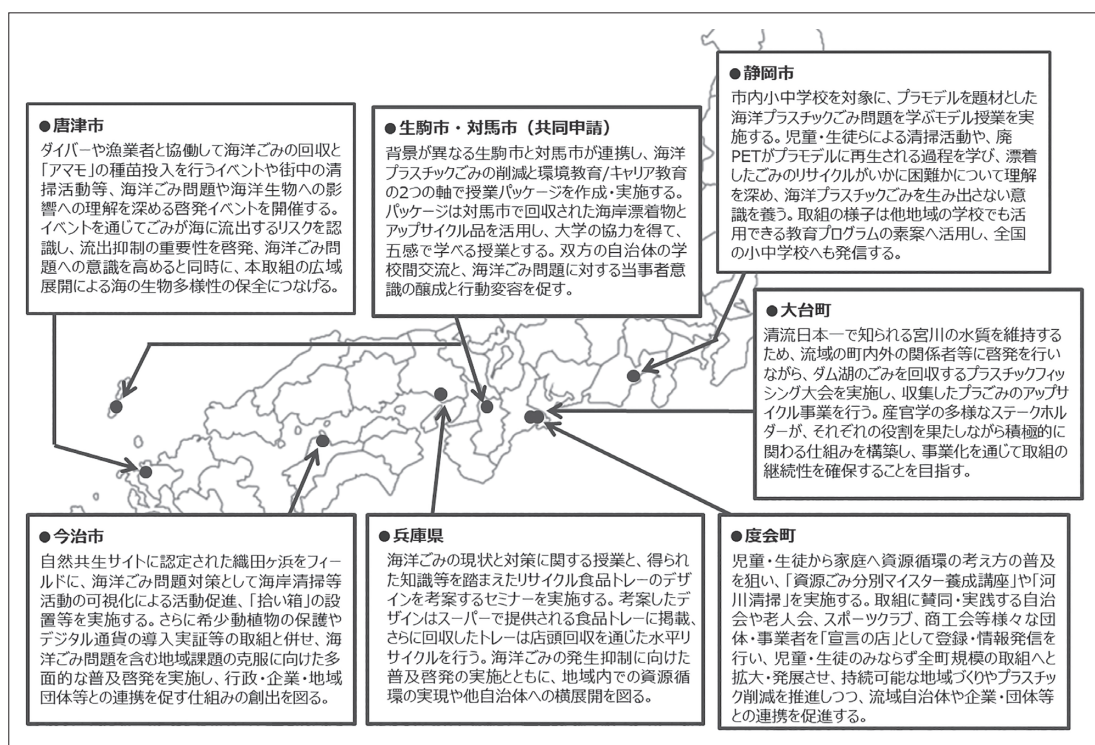 ●静岡市
市内小中学校を対象に、プラモデルを題材とした
海洋プラスチックごみ問題を学ぶモデル授業を実
施する。児童・生徒らによる清掃活動や、廃
PETがプラモデルに再生される過程を学び、漂着
したごみのリサイクルがいかに困難かについて理解
を深め、海洋プラスチックごみを生み出さない意
識を養う。取組の様子は他地域の学校でも活
用できる教育プログラムの素案へ活用し、全国
の小中学校へも発信する。
●唐津市
ダイバーや漁業者と協働して海洋ごみの回収と
「アマモ」の種苗投入を行うイベントや街中の清
掃活動等、海洋ごみ問題や海洋生物への影
響への理解を深める啓発イベントを開催する。
イベントを通じてごみが海に流出するリスクを認
識し、流出抑制の重要性を啓発、海洋ごみ問
題への意識を高めると同時に、本取組の広域
展開による海の生物多様性の保全につなげる。
●生駒市・対馬市（共同申請）
背景が異なる生駒市と対馬市が連携し、海洋
プラスチックごみの削減と環境教育/キャリア教育
の2つの軸で授業パッケージを作成・実施する。
パッケージは対馬市で回収された海岸漂着物と
アップサイクル品を活用し、大学の協力を得て、
五感で学べる授業とする。双方の自治体の学
校間交流と、海洋ごみ問題に対する当事者意
識の醸成と行動変容を促す。
●大台町
清流日本一で知られる宮川の水質を維持する
ため、流域の町内外の関係者等に啓発を行い
ながら、ダム湖のごみを回収するプラスチックフィッ
シング大会を実施し、収集したプラごみのアップサ
イクル事業を行う。産官学の多様なステークホル
ダーが、それぞれの役割を果たしながら積極的に
関わる仕組みを構築し、事業化を通じて取組の
継続性を確保することを目指す。
●今治市
自然共生サイトに認定された織田ヶ浜をフィー
ルドに、海洋ごみ問題対策として海岸清掃等
活動の可視化による活動促進、「拾い箱」の設
置等を実施する。さらに希少動植物の保護や
デジタル通貨の導入実証等の取組と併せ、海
洋ごみ問題を含む地域課題の克服に向けた多
面的な普及啓発を実施し、行政・企業・地域
団体等との連携を促す仕組みの創出を図る。
●兵庫県
海洋ごみの現状と対策に関する授業と、得られ
た知識等を踏まえたリサイクル食品トレーのデザ
インを考案するセミナーを実施する。考案したデ
ザインはスーパーで提供される食品トレーに掲載、
さらに回収したトレーは店頭回収を通じた水平リ
サイクルを行う。海洋ごみの発生抑制に向けた
普及啓発の実施とともに、地域内での資源循
環の実現や他自治体への横展開を図る。
●度会町
児童・生徒から家庭へ資源循環の考え方の普及
を狙い、「資源ごみ分別マイスター養成講座」や「河
川清掃」を実施する。取組に賛同・実践する自治
会や老人会、スポーツクラブ、商工会等様々な団
体・事業者を「宣言の店」として登録・情報発信を
行い、児童・生徒のみならず全町規模の取組へと
拡大・発展させ、持続可能な地域づくりやプラスチッ
ク削減を推進しつつ、流域自治体や企業・団体等
との連携を促進する。